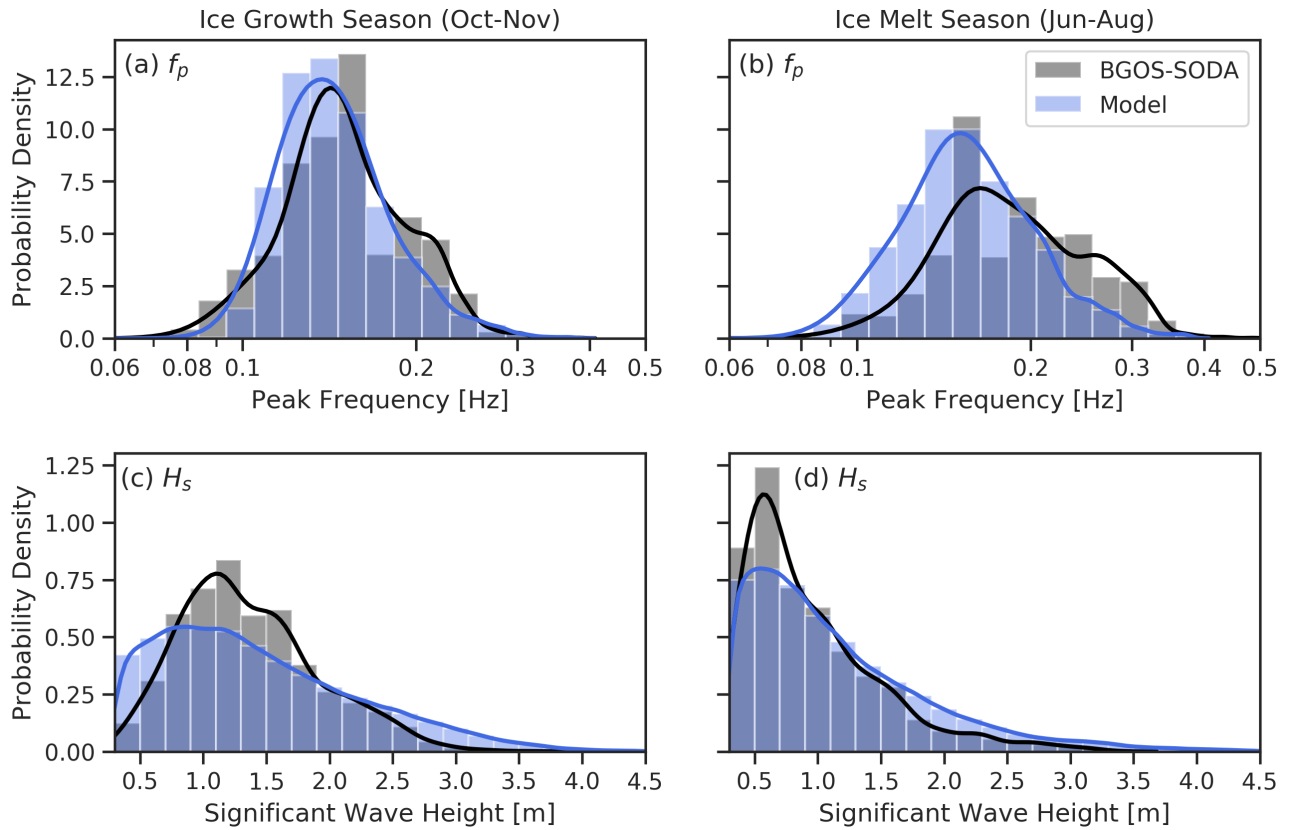 Ice Growth Season (Oct-Nov)
Ice Melt Season (Jun-Aug)
(a) fp
(b) fp
BGOS-SODA
Model
Probability Density
12.5
10.0
7.5
5.0
2.5
0.0
0.06 0.08 0.1 0.2 0.3 0.4 0.5
0.06 0.08 0.1 0.2 0.3 0.4 0.5
Peak Frequency [Hz]
Peak Frequency [Hz]
(c) Hs
(d) Hs
Probability Density
1.25
1.00
0.75
0.50
0.25
0.00
0.5 1.0 1.5 2.0 2.5 3.0 3.5 4.0 4.5
0.5 1.0 1.5 2.0 2.5 3.0 3.5 4.0 4.5
Significant Wave Height [m]
Significant Wave Height [m]